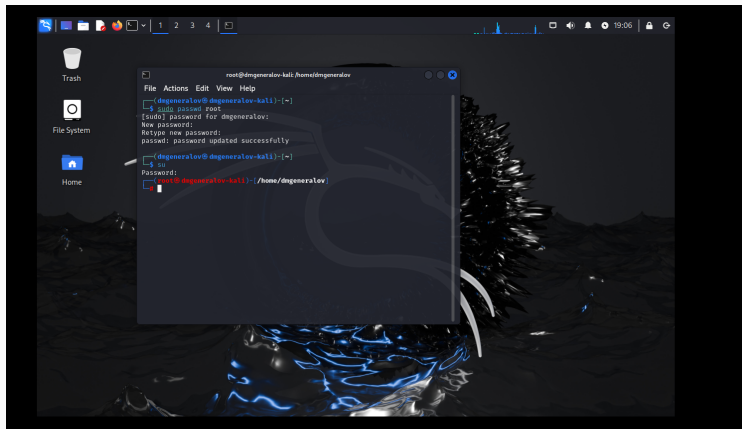 1 2 3 4
19:06
Trash
File System
Home
root@dmgeneralov-kali: /home/dmgeneralov
File Actions Edit View Help
┌──(dmgeneralov㉿dmgeneralov-kali)-[~]
└─$ sudo passwd root
[sudo] password for dmgeneralov:
New password:
Retype new password:
passwd: password updated successfully
┌──(dmgeneralov㉿dmgeneralov-kali)-[~]
└─$ su
Password:
┌──(root㉿dmgeneralov-kali)-[/home/dmgeneralov]
└─#